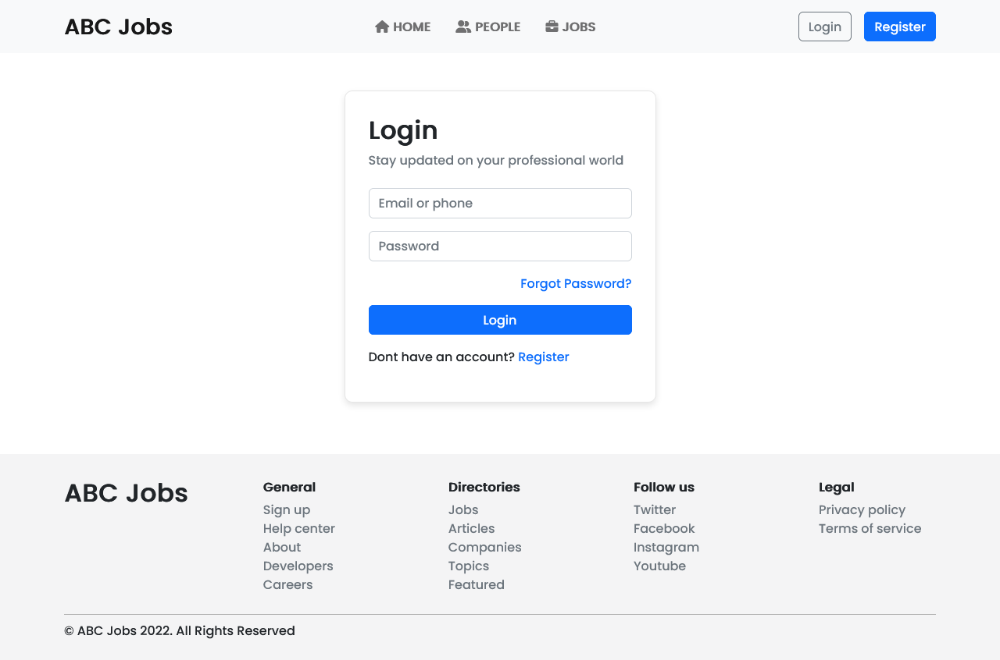 ABC Jobs
HOME
PEOPLE
JOBS
Login
Register
Login
Stay updated on your professional world
Email or phone
Password
Forgot Password?
Login
Dont have an account? Register
ABC Jobs
General
Sign up
Help center
About
Developers
Careers
Directories
Jobs
Articles
Companies
Topics
Featured
Follow us
Twitter
Facebook
Instagram
Youtube
Legal
Privacy policy
Terms of service
© ABC Jobs 2022. All Rights Reserved